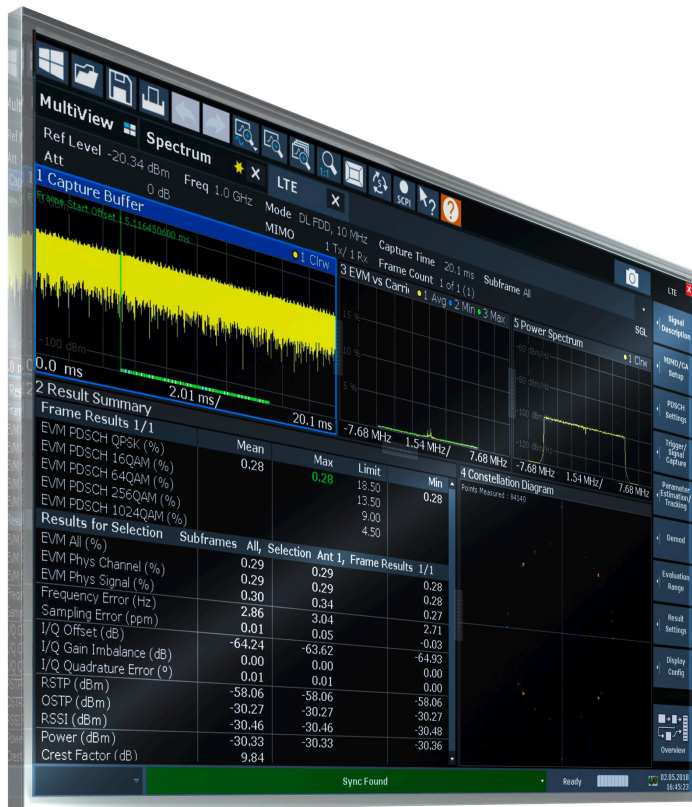 1:1
SCPI
MultiView
Spectrum
LTE
Ref Level -20.34 dBm
Freq 1.0 GHz
Mode DL FDD, 10 MHz
Capture Time 20.1 ms
Subframe All
Att 0 dB
MIMO 1 Tx/ 1 Rx
Frame Count 1 of 1 (1)
SGL
1 Capture Buffer
1 Clrw
Frame Start Offset : 5.116450600 ms
-100 dBm
0.0 ms
2.01 ms/
20.1 ms
3 EVM vs Carri
1 Avg
2 Min
3 Max
15 %
10 %
5 %
-7.68 MHz
1.54 MHz/
7.68 MHz
5 Power Spectrum
1 Clrw
-60 dBm/Hz
-80 dBm/Hz
-100 dBm/Hz
-120 dBm/Hz
-7.68 MHz
1.54 MHz/
7.68 MHz
2 Result Summary
Frame Results 1/1
Mean
Max
Limit
Min
EVM PDSCH QPSK (%)
0.28
0.28
18.50
0.28
EVM PDSCH 16QAM (%)
13.50
EVM PDSCH 64QAM (%)
9.00
EVM PDSCH 256QAM (%)
4.50
EVM PDSCH 1024QAM (%)
Results for Selection Subframes All, Selection Ant 1, Frame Results 1/1
EVM All (%)
0.29
0.29
0.28
EVM Phys Channel (%)
0.29
0.29
0.28
EVM Phys Signal (%)
0.30
0.34
0.27
Frequency Error (Hz)
2.86
3.04
2.71
Sampling Error (ppm)
0.01
0.05
-0.03
I/Q Offset (dB)
-64.24
-63.62
-64.93
I/Q Gain Imbalance (dB)
0.00
0.00
0.00
I/Q Quadrature Error (°)
0.01
0.01
0.00
RSTP (dBm)
-58.06
-58.06
-58.06
OSTP (dBm)
-30.27
-30.27
-30.27
RSSI (dBm)
-30.46
-30.46
-30.48
Power (dBm)
-30.33
-30.33
-30.36
Crest Factor (dB)
9.84
4 Constellation Diagram
Points Measured : 84140
LTE
Signal
Description
MIMO/CA
Setup
PDSCH
Settings
Trigger/
Signal
Capture
Parameter
Estimation/
Tracking
Demod
Evaluation
Range
Result
Settings
Display
Config
Overview
Sync Found
Ready
02.05.2018
16:45:23